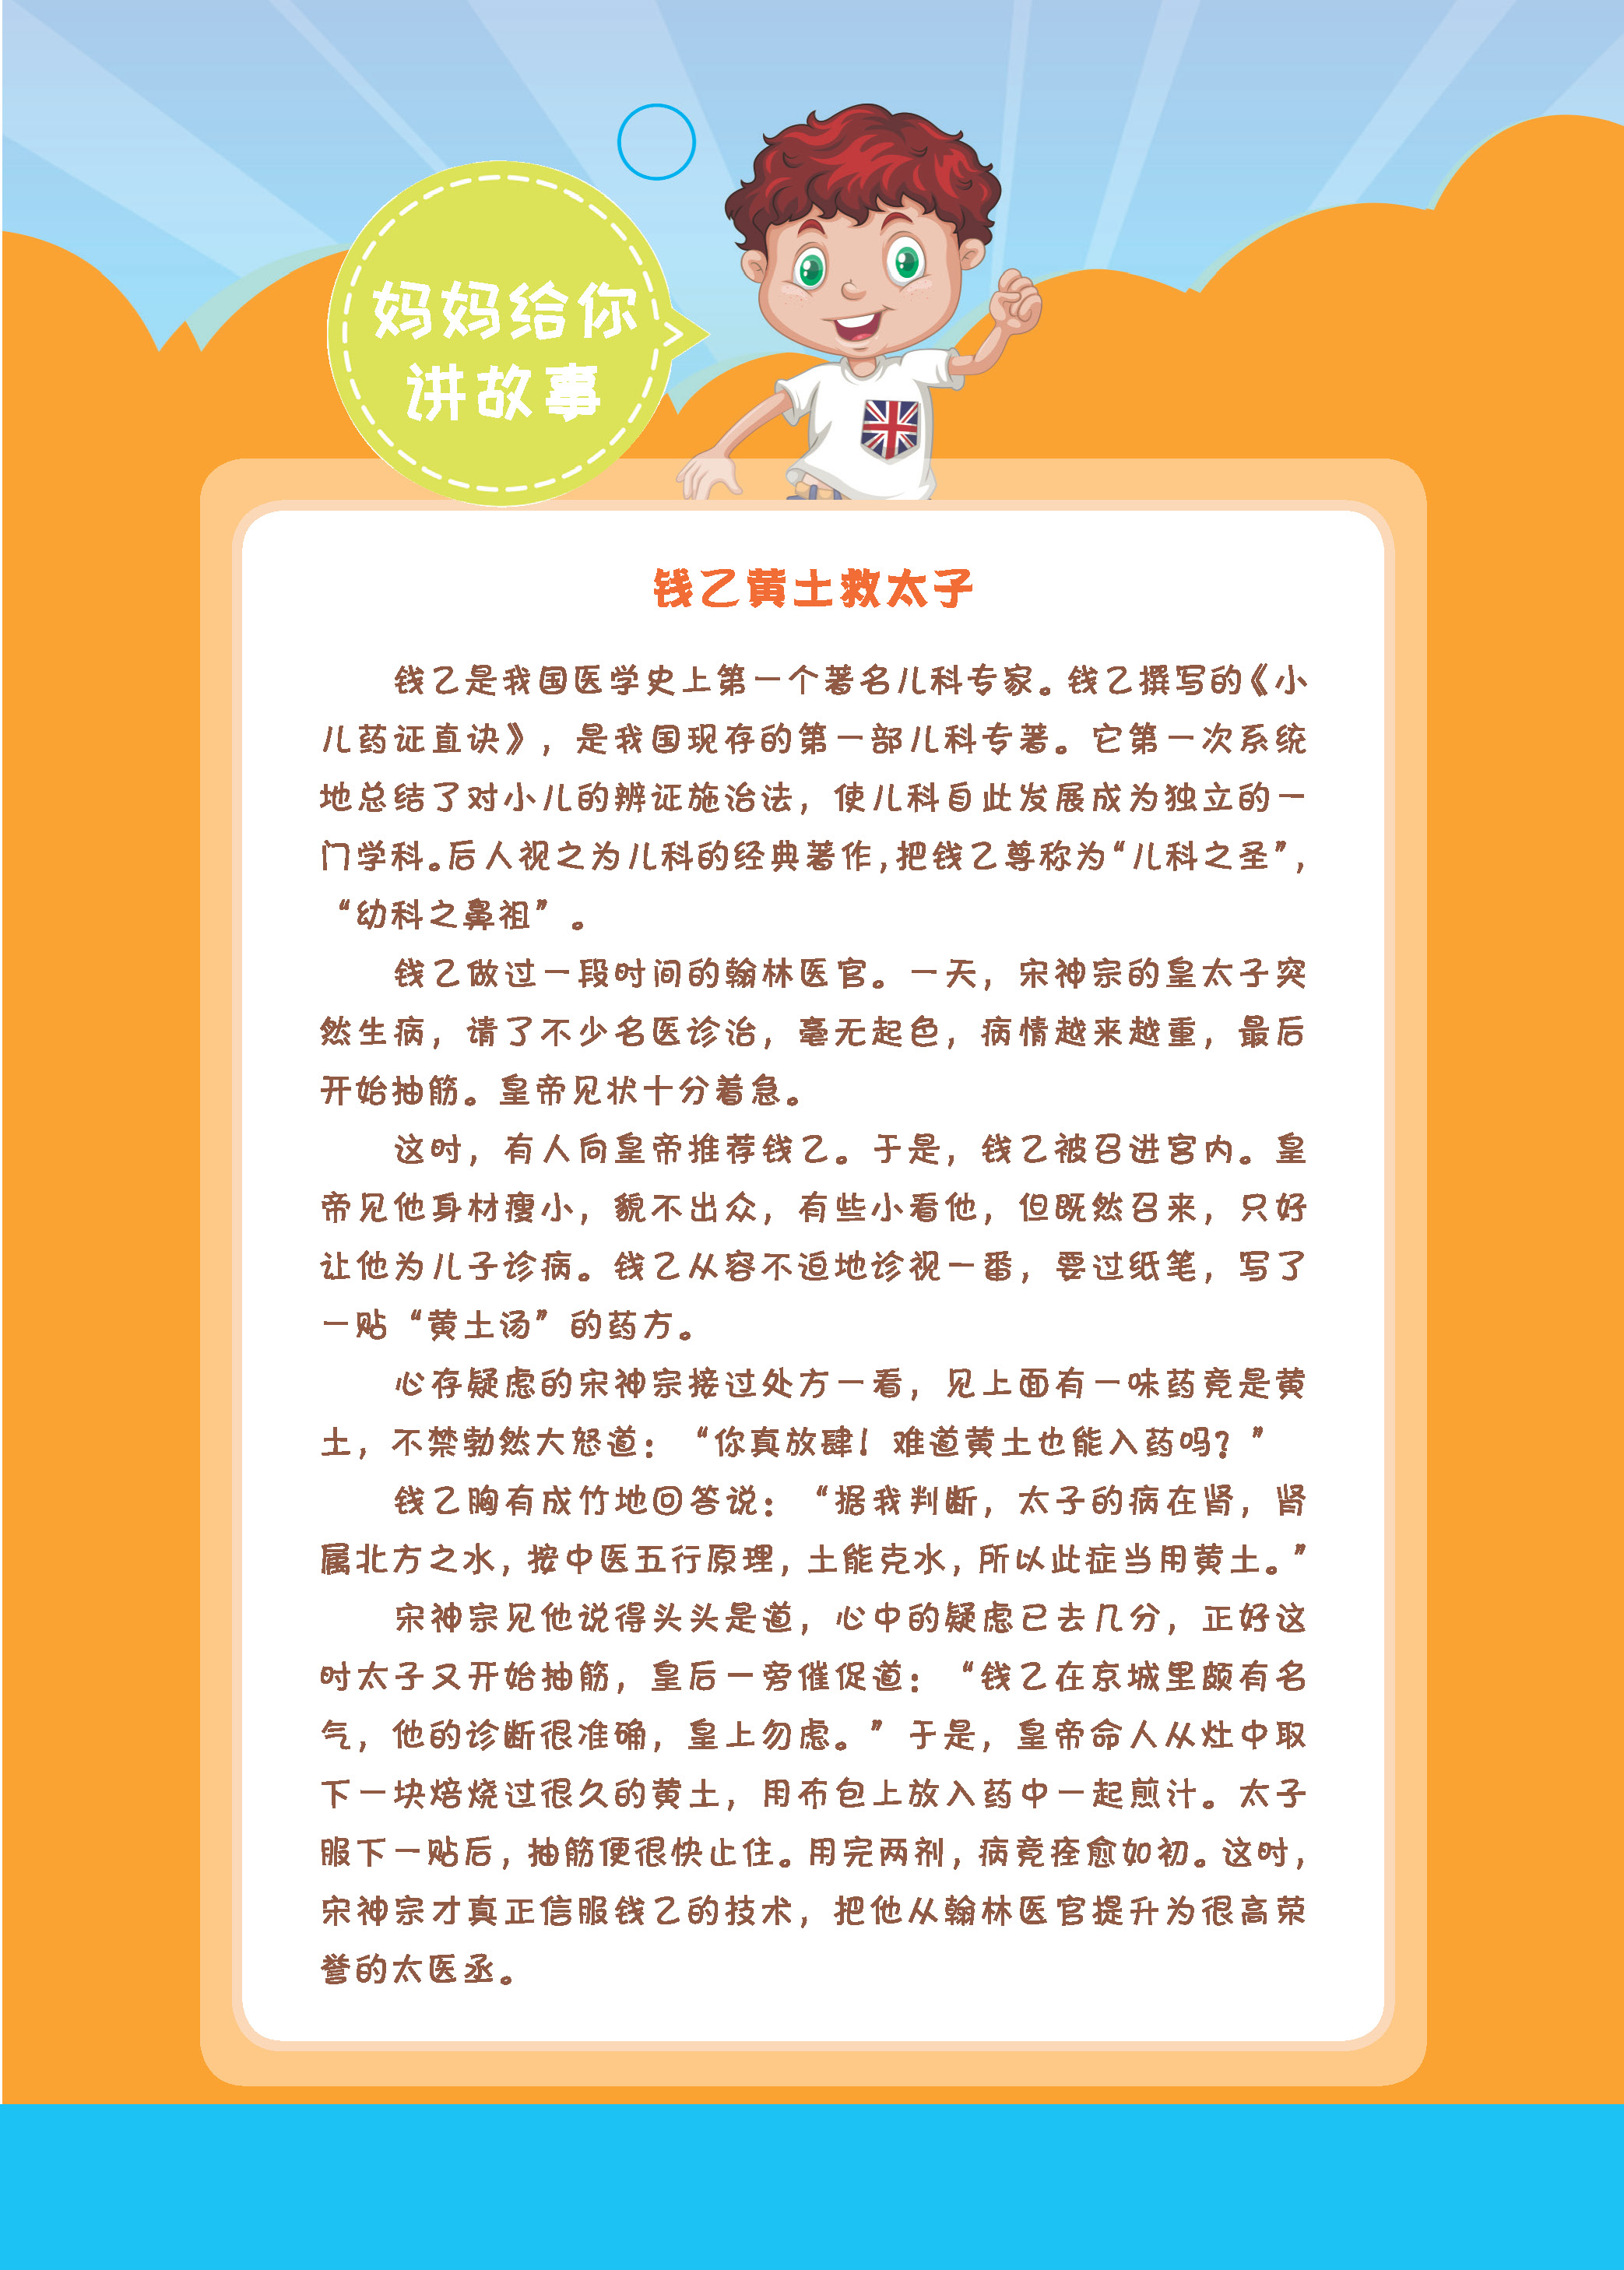 妈妈给你
讲故事
钱乙黄土救太子
钱乙是我国医学史上第一个著名儿科专家。钱乙撰写的《小
儿药证直诀》，是我国现存的第一部儿科专著。它第一次系统
地总结了对小儿的辨证施治法，使儿科自此发展成为独立的一
门学科。后人视之为儿科的经典著作，把钱乙尊称为“儿科之圣”，
“幼科之鼻祖”。
钱乙做过一段时间的翰林医官。一天，宋神宗的皇太子突
然生病，请了不少名医诊治，毫无起色，病情越来越重，最后
开始抽筋。皇帝见状十分着急。
这时，有人向皇帝推荐钱乙。于是，钱乙被召进宫内。皇
帝见他身材瘦小，貌不出众，有些小看他，但既然召来，只好
让他为儿子诊病。钱乙从容不迫地诊视一番，要过纸笔，写了
一贴“黄土汤”的药方。
心存疑虑的宋神宗接过处方一看，见上面有一味药竟是黄
土，不禁勃然大怒道：“你真放肆！难道黄土也能入药吗？”
钱乙胸有成竹地回答说：“据我判断，太子的病在肾，肾
属北方之水，按中医五行原理，土能克水，所以此症当用黄土。”
宋神宗见他说得头头是道，心中的疑虑已去几分，正好这
时太子又开始抽筋，皇后一旁催促道：“钱乙在京城里颇有名
气，他的诊断很准确，皇上勿虑。”于是，皇帝命人从灶中取
下一块焙烧过很久的黄土，用布包上放入药中一起煎汁。太子
服下一贴后，抽筋便很快止住。用完两剂，病竟痊愈如初。这时，
宋神宗才真正信服钱乙的技术，把他从翰林医官提升为很高荣
誉的太医丞。